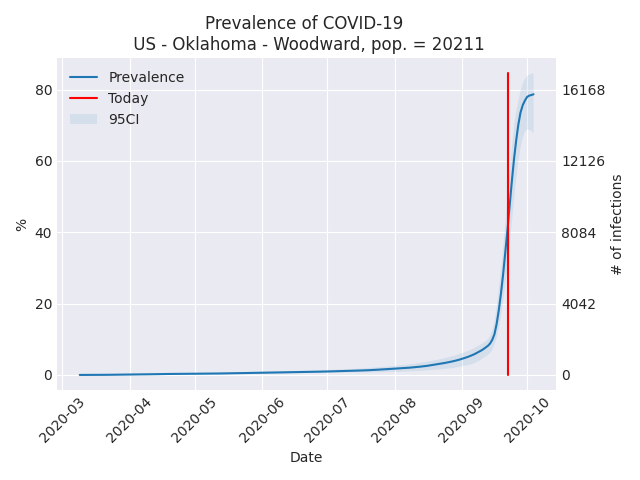 Prevalence of COVID-19
US - Oklahoma - Woodward, pop. = 20211
Prevalence
Today
95CI
80
60
40
20
0
%
16168
12126
8084
4042
0
# of infections
2020-03
2020-04
2020-05
2020-06
2020-07
2020-08
2020-09
2020-10
Date